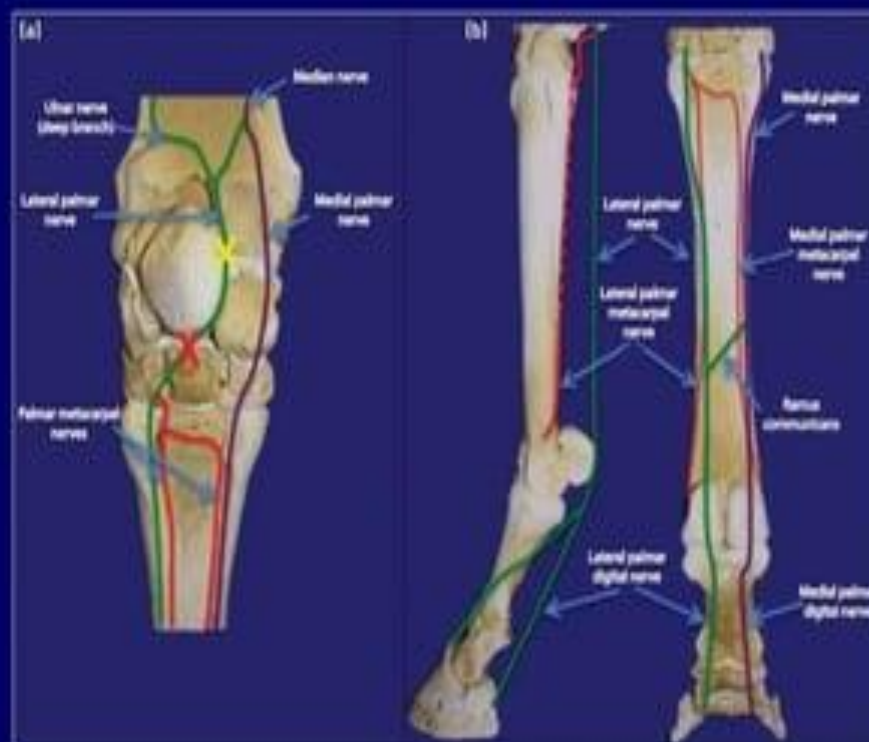 (a)
Median nerve
Ulnar nerve
(deep branch)
Lateral palmar
nerve
Medial palmar
nerve
Palmar metacarpal
nerves
(b)
Medial palmar
nerve
Lateral palmar
nerve
Medial palmar
metacarpal
nerve
Lateral palmar
metacarpal
nerve
Ramus
communicans
Lateral palmar
digital nerve
Medial palmar
digital nerve